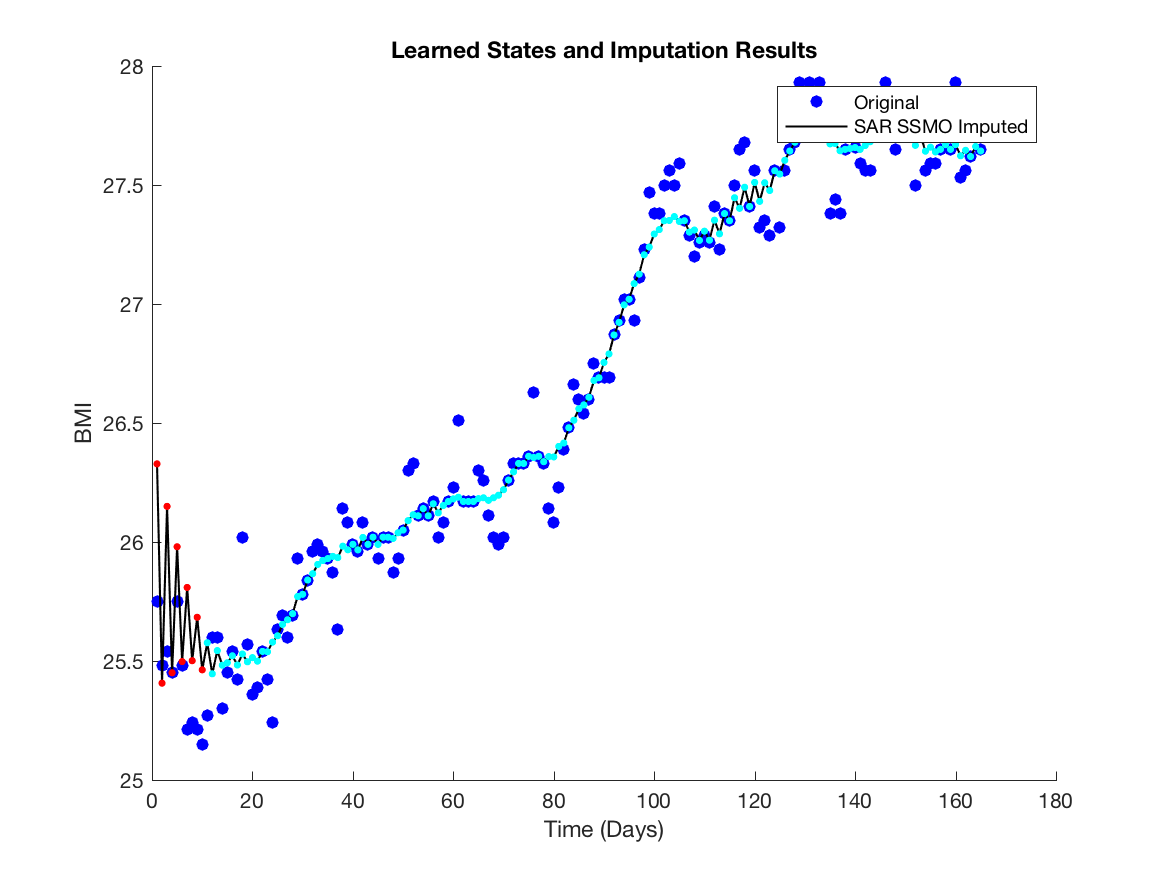 Learned States and Imputation Results
28
Original
SAR SSMO Imputed
27.5
27
26.5
BMI
26
25.5
25
0 20 40 60 80 100 120 140 160 180
Time (Days)